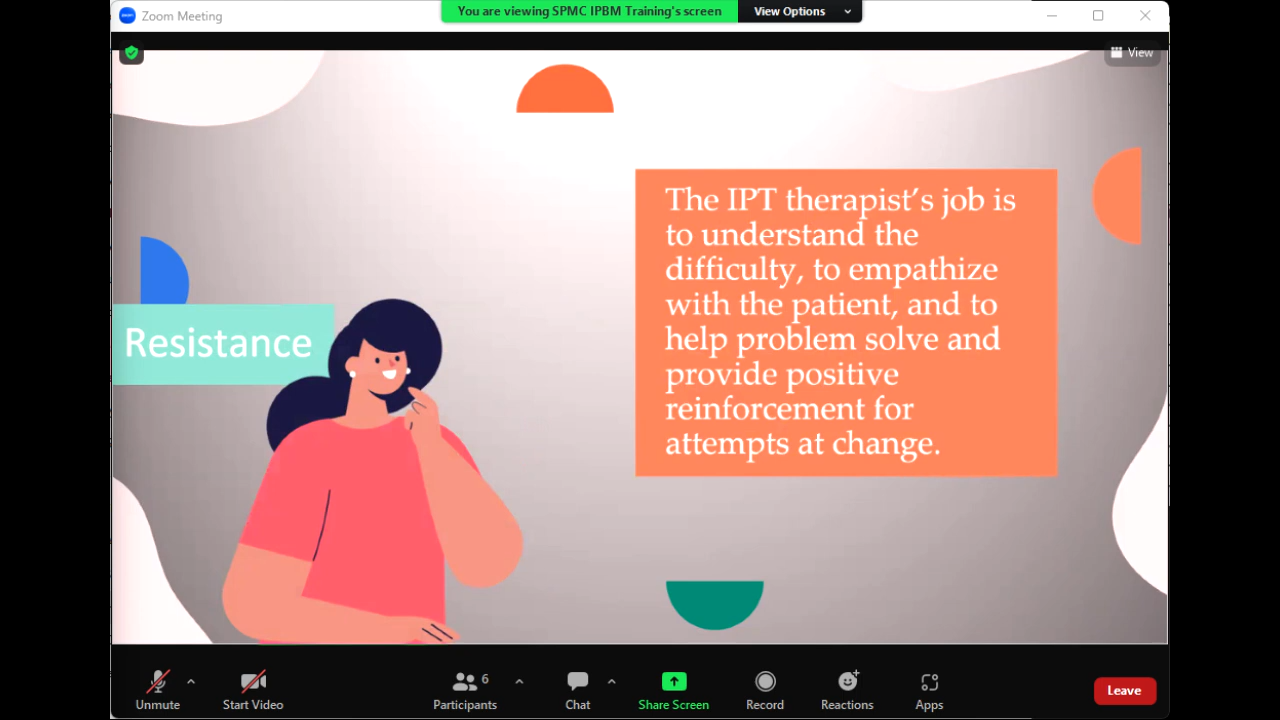 Zoom Meeting
You are viewing SPMC IPBM Training's screen
View Options
View
Resistance
The IPT therapist’s job is
to understand the
difficulty, to empathize
with the patient, and to
help problem solve and
provide positive
reinforcement for
attempts at change.
6
Unmute
Start Video
Participants
Chat
Share Screen
Record
Reactions
Apps
Leave